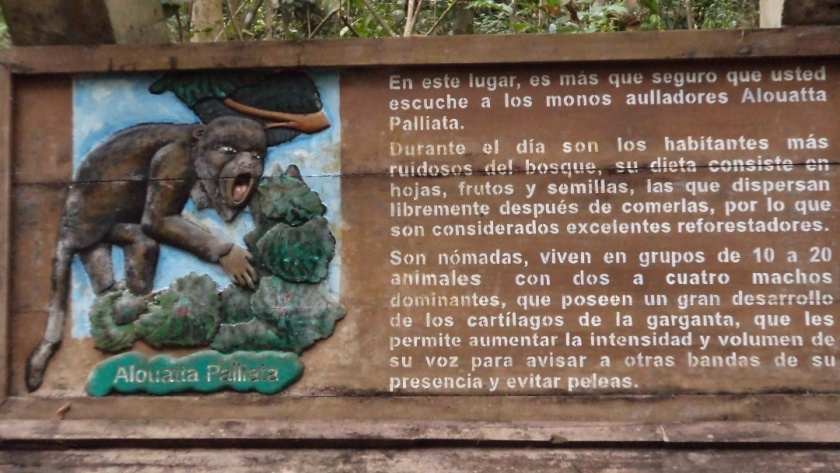 En este lugar, es más que seguro que usted
escuche a los monos aulladores Alouatta
Palliata.
Durante el día son los habitantes más
ruidosos del bosque, su dieta consiste en
hojas, frutos y semillas, las que dispersan
libremente después de comerlas, por lo que
son considerados excelentes reforestadores.
Son nómadas, viven en grupos de 10 a 20
animales con dos a cuatro machos
dominantes, que poseen un gran desarrollo
de los cartílagos de la garganta, que les
permite aumentar la intensidad y volumen de
su voz para avisar a otras bandas de su
presencia y evitar peleas.
Alouatta Palliata